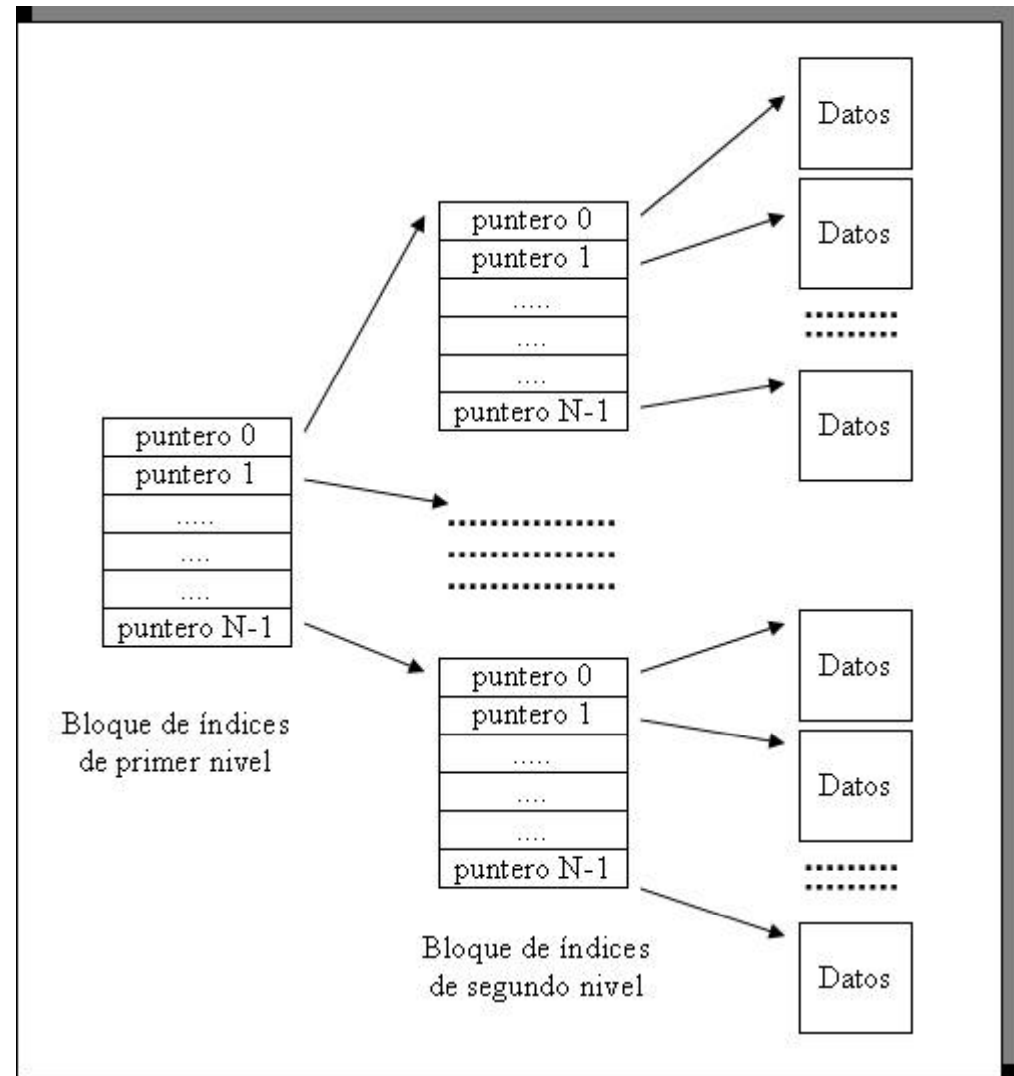 Datos
Datos
puntero 0
puntero 1
.....
....
....
puntero N-1
Datos
puntero 0
puntero 1
.....
....
....
puntero N-1
Bloque de índices
de primer nivel
puntero 0
puntero 1
.....
....
....
puntero N-1
Datos
Datos
Datos
Bloque de índices
de segundo nivel